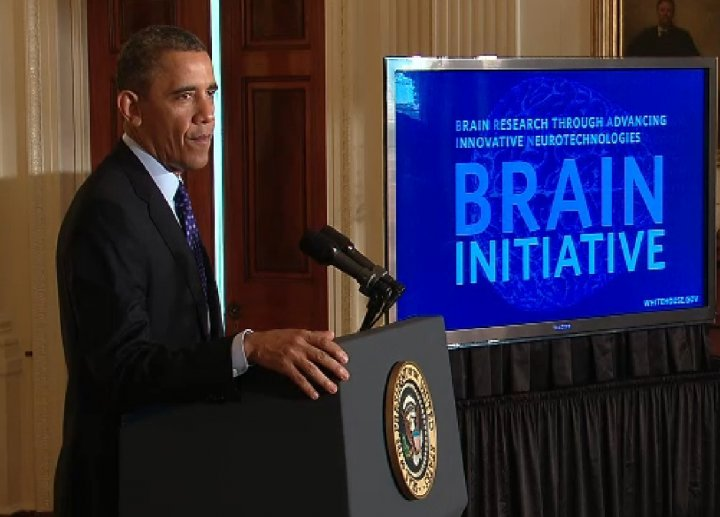 BRAIN RESEARCH THROUGH ADVANCING
INNOVATIVE NEUROTECHNOLOGIES
BRAIN
INITIATIVE
WHITEHOUSE.GOV